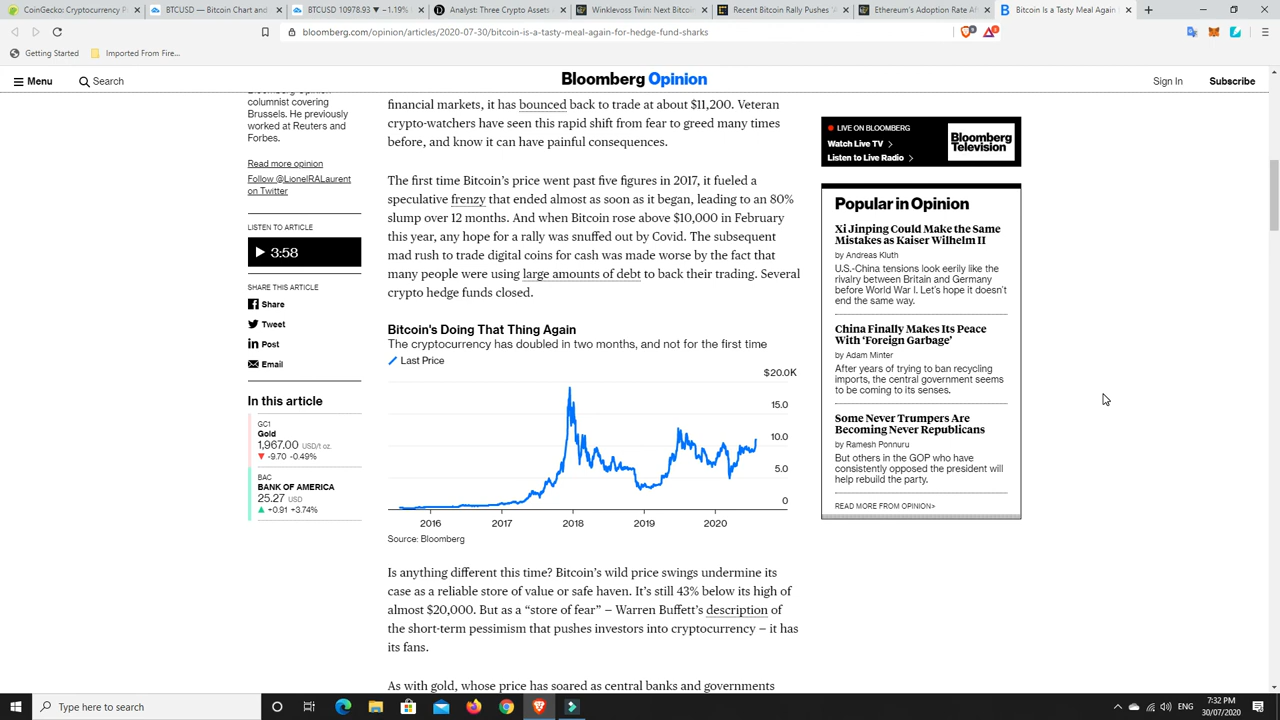 CoinGecko: Cryptocurrency Pr
BTCUSD — Bitcoin Chart and
BTCUSD 10978.93 ▼ −1.19%
Analyst: Three Crypto Assets
Winklevoss Twin: Next Bitcoin
Recent Bitcoin Rally Pushes
Ethereum's Adoption Rate
Bitcoin Is a Tasty Meal Again
bloomberg.com/opinion/articles/2020-07-30/bitcoin-is-a-tasty-meal-again-for-hedge-fund-sharks
Getting Started
Imported From Fire...
Menu
Search
Bloomberg Opinion
Sign In
Subscribe
columnist covering
Brussels. He previously
worked at Reuters and
Forbes.
Read more opinion
Follow @LionelRALaurent
on Twitter
LISTEN TO ARTICLE
3:58
SHARE THIS ARTICLE
Share
Tweet
Post
Email
In this article
GC1
Gold
1,967.00 USD/t oz.
▼ -9.70 -0.49%
BAC
BANK OF AMERICA
25.27 USD
▲ +0.91 +3.74%
financial markets, it has bounced back to trade at about $11,200. Veteran
crypto-watchers have seen this rapid shift from fear to greed many times
before, and know it can have painful consequences.
The first time Bitcoin's price went past five figures in 2017, it fueled a
speculative frenzy that ended almost as soon as it began, leading to an 80%
slump over 12 months. And when Bitcoin rose above $10,000 in February
this year, any hope for a rally was snuffed out by Covid. The subsequent
mad rush to trade digital coins for cash was made worse by the fact that
many people were using large amounts of debt to back their trading. Several
crypto hedge funds closed.
Bitcoin's Doing That Thing Again
The cryptocurrency has doubled in two months, and not for the first time
Last Price
$20.0K
15.0
10.0
5.0
0
2016 2017 2018 2019 2020
Source: Bloomberg
Is anything different this time? Bitcoin's wild price swings undermine its
case as a reliable store of value or safe haven. It's still 43% below its high of
almost $20,000. But as a “store of fear” — Warren Buffett's description of
the short-term pessimism that pushes investors into cryptocurrency — it has
its fans.
As with gold, whose price has soared as central banks and governments
LIVE ON BLOOMBERG
Watch Live TV
Listen to Live Radio
Bloomberg
Television
Popular in Opinion
Xi Jinping Could Make the Same
Mistakes as Kaiser Wilhelm II
by Andreas Kluth
U.S.-China tensions look eerily like the
rivalry between Britain and Germany
before World War I. Let's hope it doesn't
end the same way.
China Finally Makes Its Peace
With ‘Foreign Garbage’
by Adam Minter
After years of trying to ban recycling
imports, the central government seems
to be coming to its senses.
Some Never Trumpers Are
Becoming Never Republicans
by Ramesh Ponnuru
But others in the GOP who have
consistently opposed the president will
help rebuild the party.
READ MORE FROM OPINION>
Type here to search
ENG
7:32 PM
30/07/2020